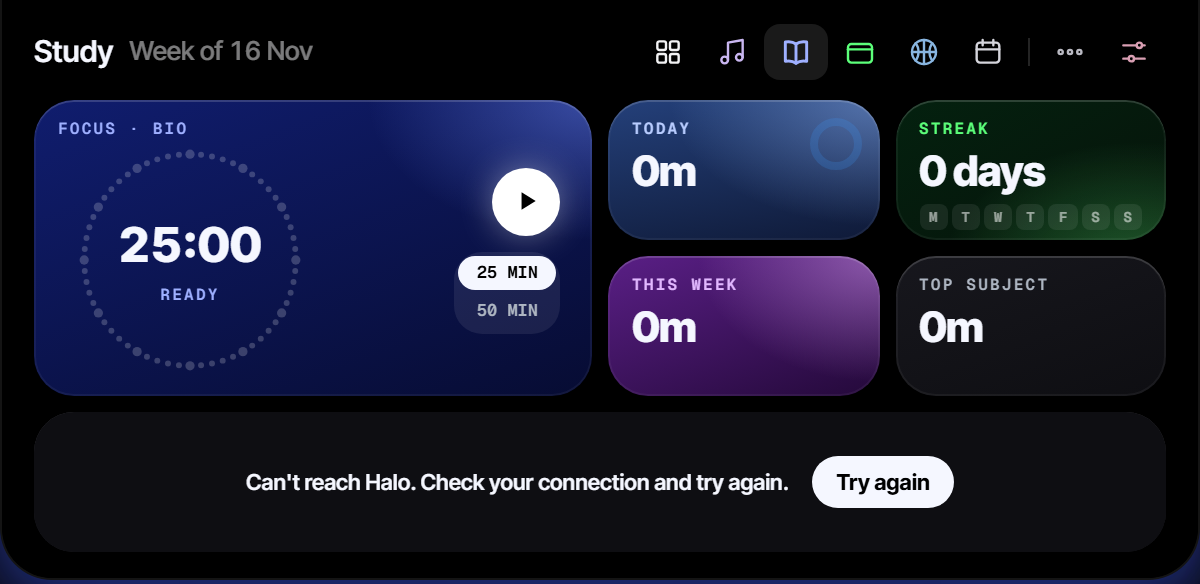 Study Week of 16 Nov
FOCUS · BIO
25:00
READY
25 MIN
50 MIN
TODAY
0m
STREAK
0 days
M T W T F S S
THIS WEEK
0m
TOP SUBJECT
0m
Can't reach Halo. Check your connection and try again.
Try again